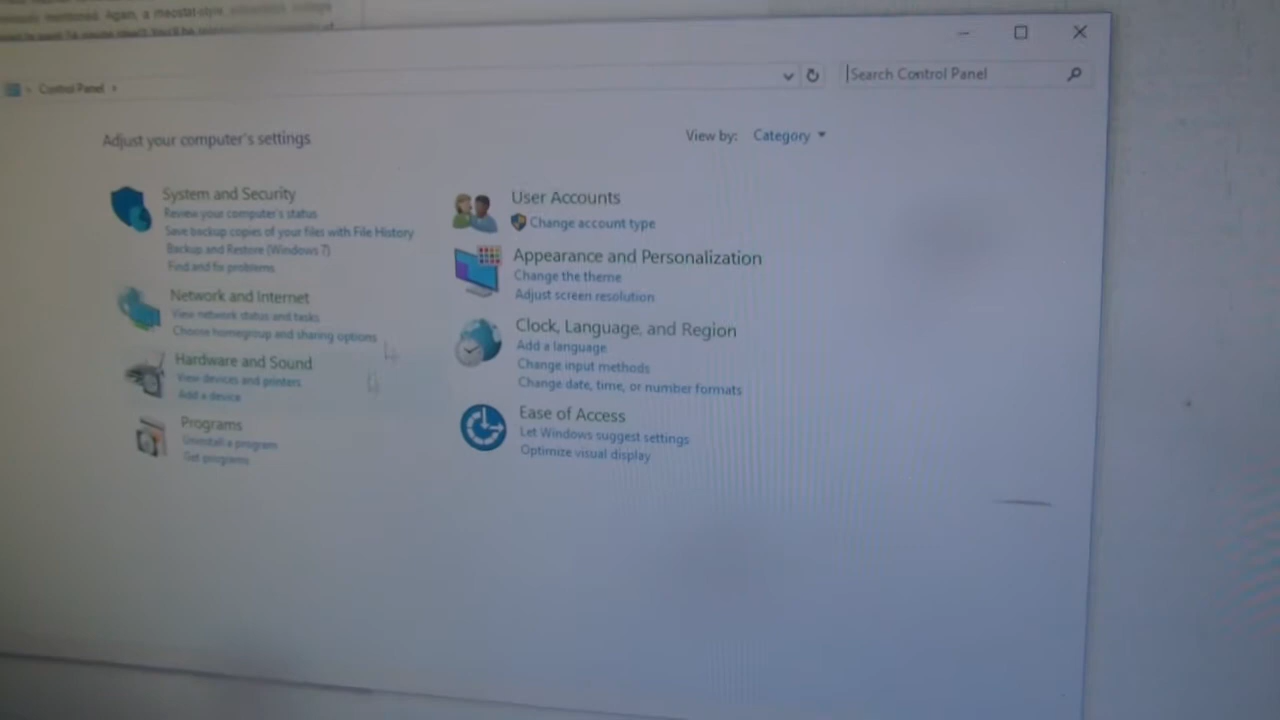 Again, a rheostat-style,
Control Panel
Search Control Panel
Adjust your computer's settings
View by: Category
System and Security
Review your computer's status
Save backup copies of your files with File History
Backup and Restore (Windows 7)
Find and fix problems
Network and Internet
View network status and tasks
Choose homegroup and sharing options
Hardware and Sound
View devices and printers
Add a device
Programs
Uninstall a program
Get programs
User Accounts
Change account type
Appearance and Personalization
Change the theme
Adjust screen resolution
Clock, Language, and Region
Add a language
Change input methods
Change date, time, or number formats
Ease of Access
Let Windows suggest settings
Optimize visual display